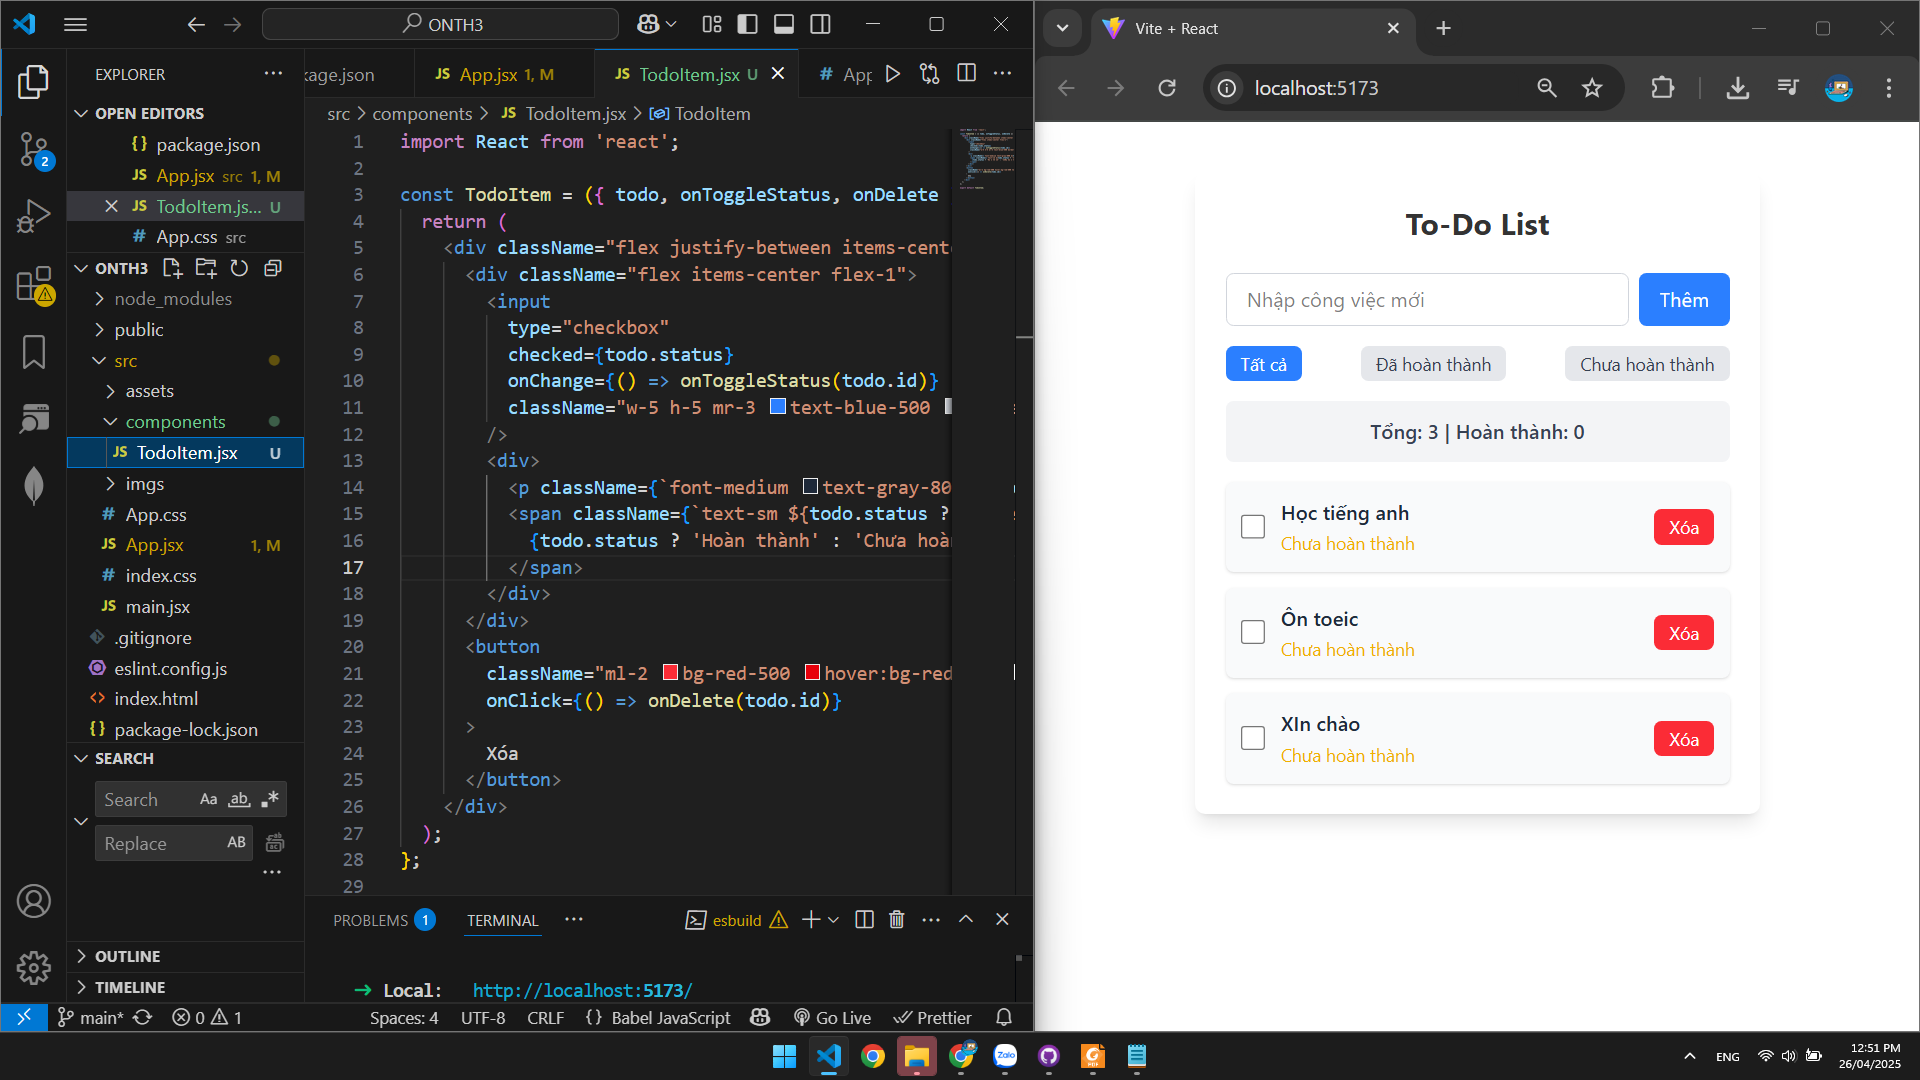 ONTH3
EXPLORER
OPEN EDITORS
package.json
App.jsx src 1, M
TodoItem.js... U
App.css src
ONTH3
node_modules
public
src
assets
components
TodoItem.jsx U
imgs
App.css
App.jsx 1, M
index.css
main.jsx
.gitignore
eslint.config.js
index.html
package-lock.json
SEARCH
Search Aa ab .*
Replace AB
OUTLINE
TIMELINE
2
kage.json
JS App.jsx 1, M
JS TodoItem.jsx U
# App
src > components > JS TodoItem.jsx > TodoItem
1 import React from 'react';
2
3 const TodoItem = ({ todo, onToggleStatus, onDelete
4 return (
5 <div className="flex justify-between items-cente
6 <div className="flex items-center flex-1">
7 <input
8 type="checkbox"
9 checked={todo.status}
10 onChange={() => onToggleStatus(todo.id)}
11 className="w-5 h-5 mr-3 text-blue-500
12 />
13 <div>
14 <p className={`font-medium text-gray-80
15 <span className={`text-sm ${todo.status ?
16 {todo.status ? 'Hoàn thành' : 'Chưa hoàn
17 </span>
18 </div>
19 </div>
20 <button
21 className="ml-2 bg-red-500 hover:bg-red
22 onClick={() => onDelete(todo.id)}
23 >
24 Xóa
25 </button>
26 </div>
27 );
28 };
29
PROBLEMS 1
TERMINAL
esbuild
➜ Local: http://localhost:5173/
main* 0 1
Spaces: 4
UTF-8
CRLF
{} Babel JavaScript
Go Live
Prettier
Vite + React
localhost:5173
To-Do List
Nhập công việc mới
Thêm
Tất cả
Đã hoàn thành
Chưa hoàn thành
Tổng: 3 | Hoàn thành: 0
Học tiếng anh
Chưa hoàn thành
Xóa
Ôn toeic
Chưa hoàn thành
Xóa
XIn chào
Chưa hoàn thành
Xóa
Zalo
PDF
ENG
12:51 PM
26/04/2025